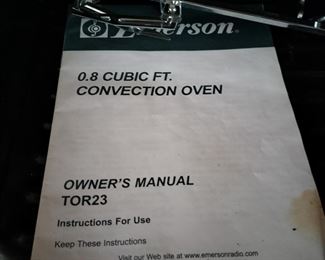 Emerson®
0.8 CUBIC FT.
CONVECTION OVEN
OWNER'S MANUAL
TOR23
Instructions For Use
Keep These Instructions
Visit our Web site at www.emersonradio.com